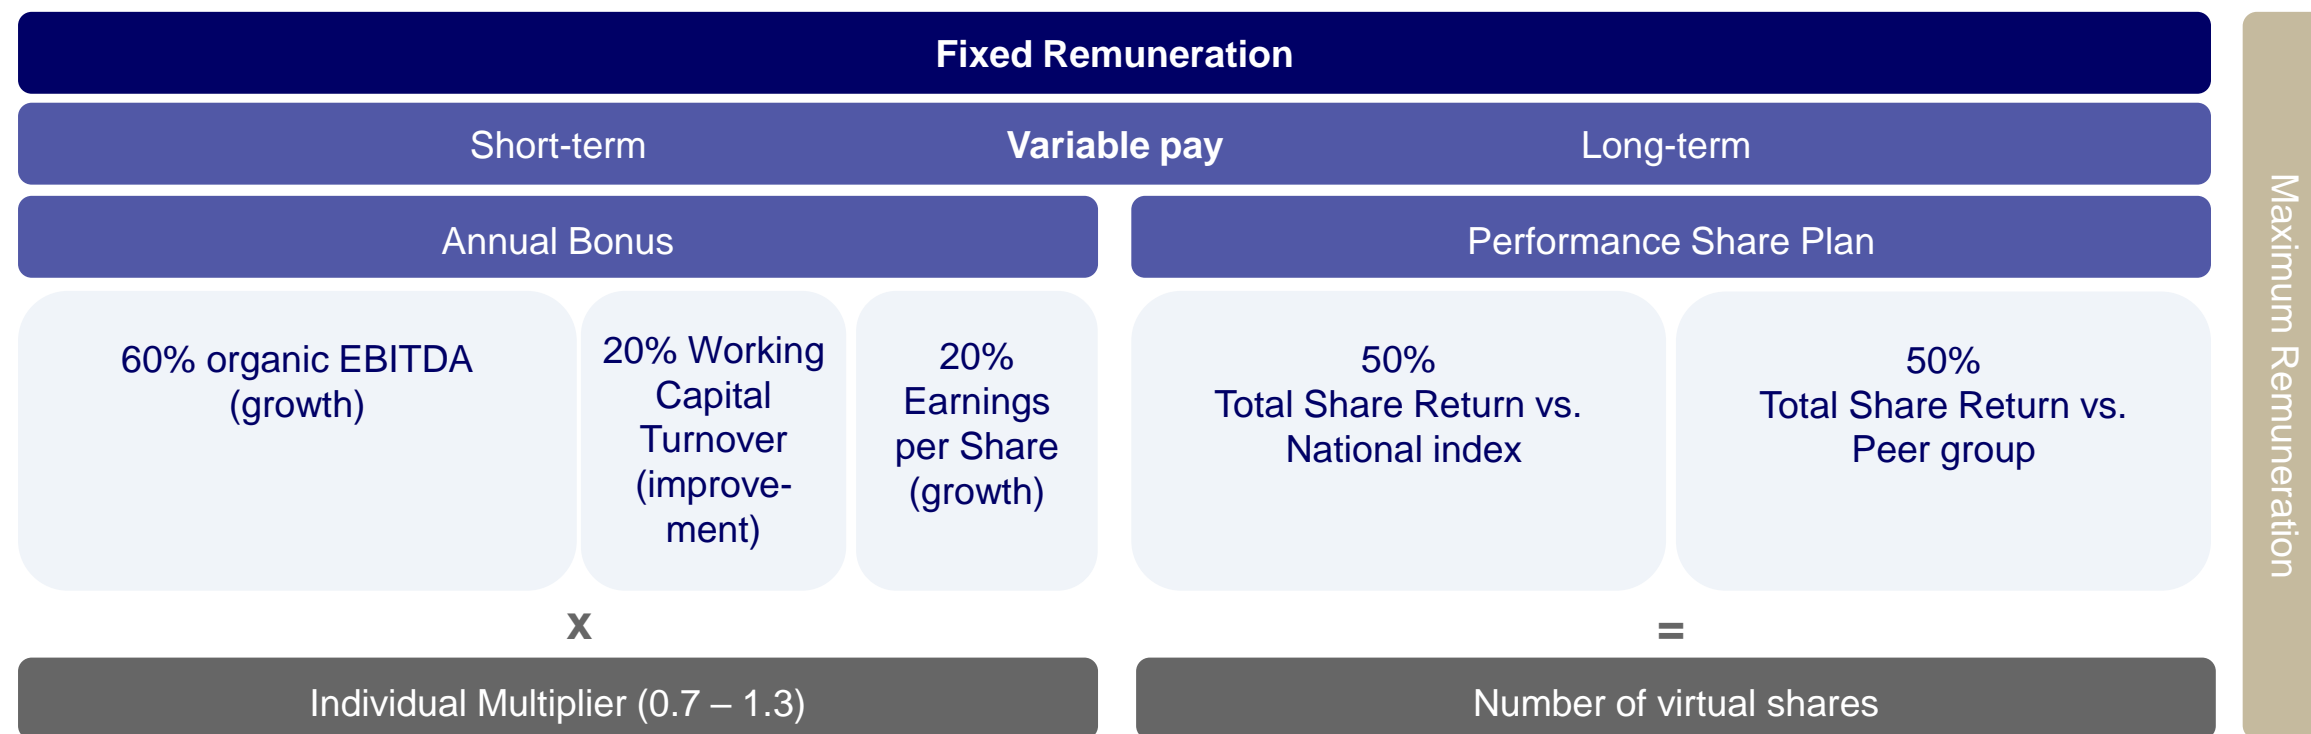 Fixed Remuneration
Short-term
Variable pay
Long-term
Annual Bonus
Performance Share Plan
60% organic EBITDA
(growth)
20% Working
Capital
Turnover
(improve-
ment)
20%
Earnings
per Share
(growth)
50%
Total Share Return vs.
National index
50%
Total Share Return vs.
Peer group
x
=
Individual Multiplier (0.7 – 1.3)
Number of virtual shares
Maximum Remuneration